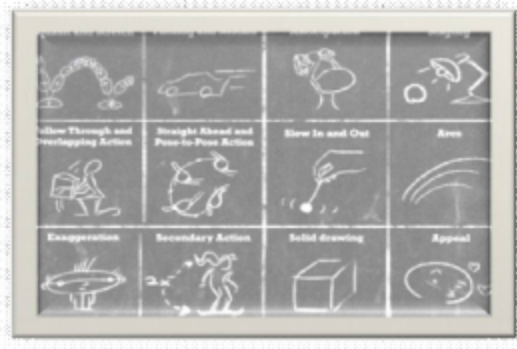 Follow Through and
Overlapping Action
Straight Ahead and
Pose-to-Pose Action
Slow In and Out
Arcs
Exaggeration
Secondary Action
2x
Solid drawing
Appeal